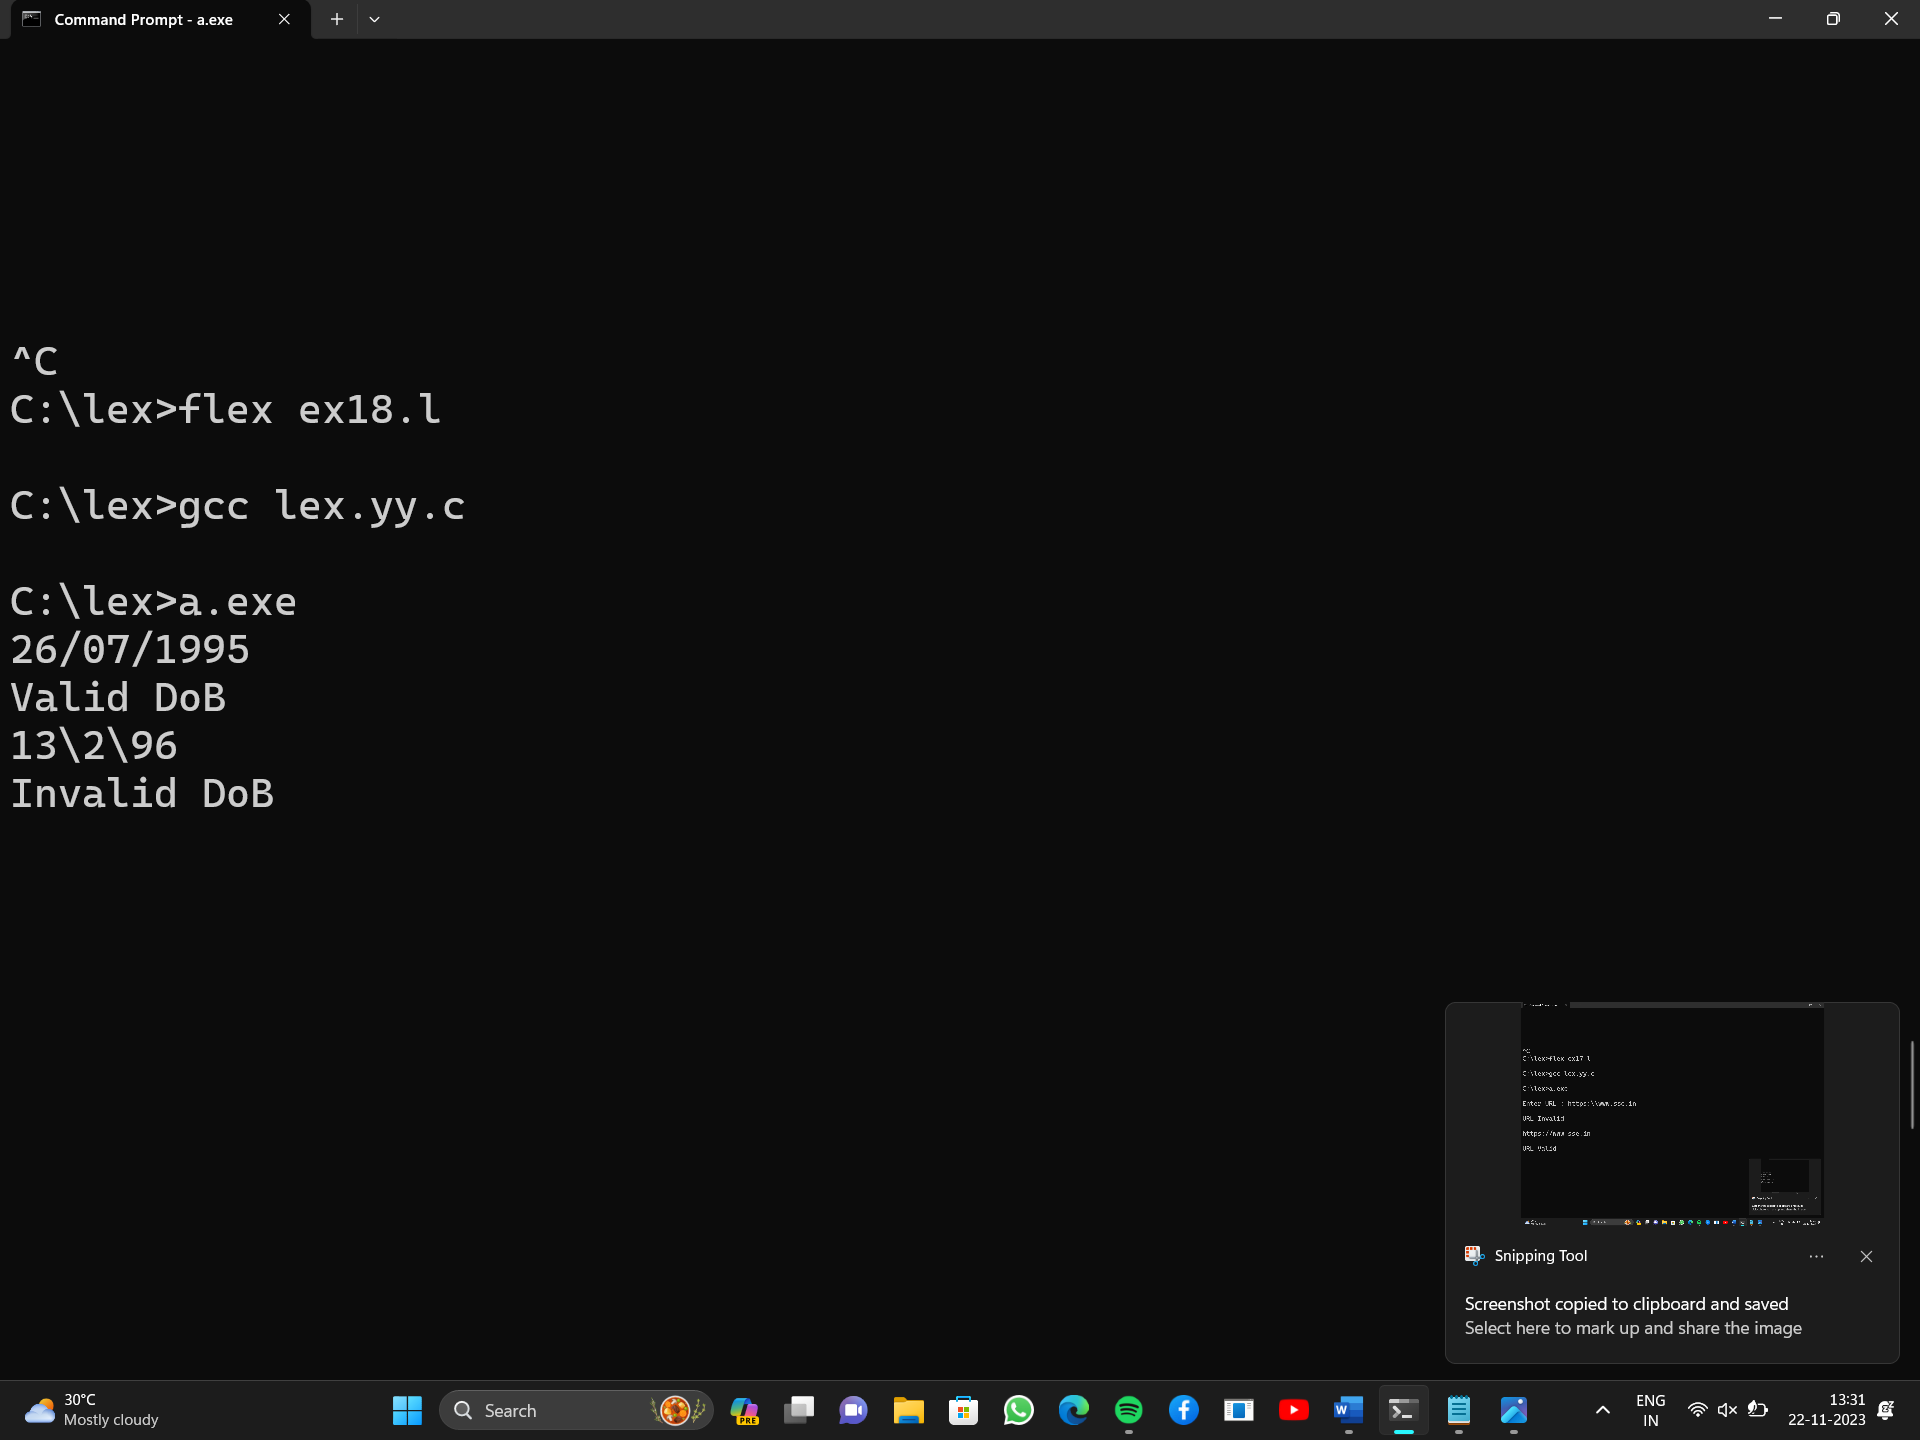 Command Prompt - a.exe
^C
C:\lex>flex ex18.l
C:\lex>gcc lex.yy.c
C:\lex>a.exe
26/07/1995
Valid DoB
13\2\96
Invalid DoB
^C
C:\lex>flex ex17.l
C:\lex>gcc lex.yy.c
C:\lex>a.exe
Enter URL : https:\\www.sse.in
URL Invalid
https://www.sse.in
URL Valid
Snipping Tool
Screenshot copied to clipboard and saved
Select here to mark up and share the image
30°C
Mostly cloudy
Search
PRE
W
ENG
IN
13:31
22-11-2023